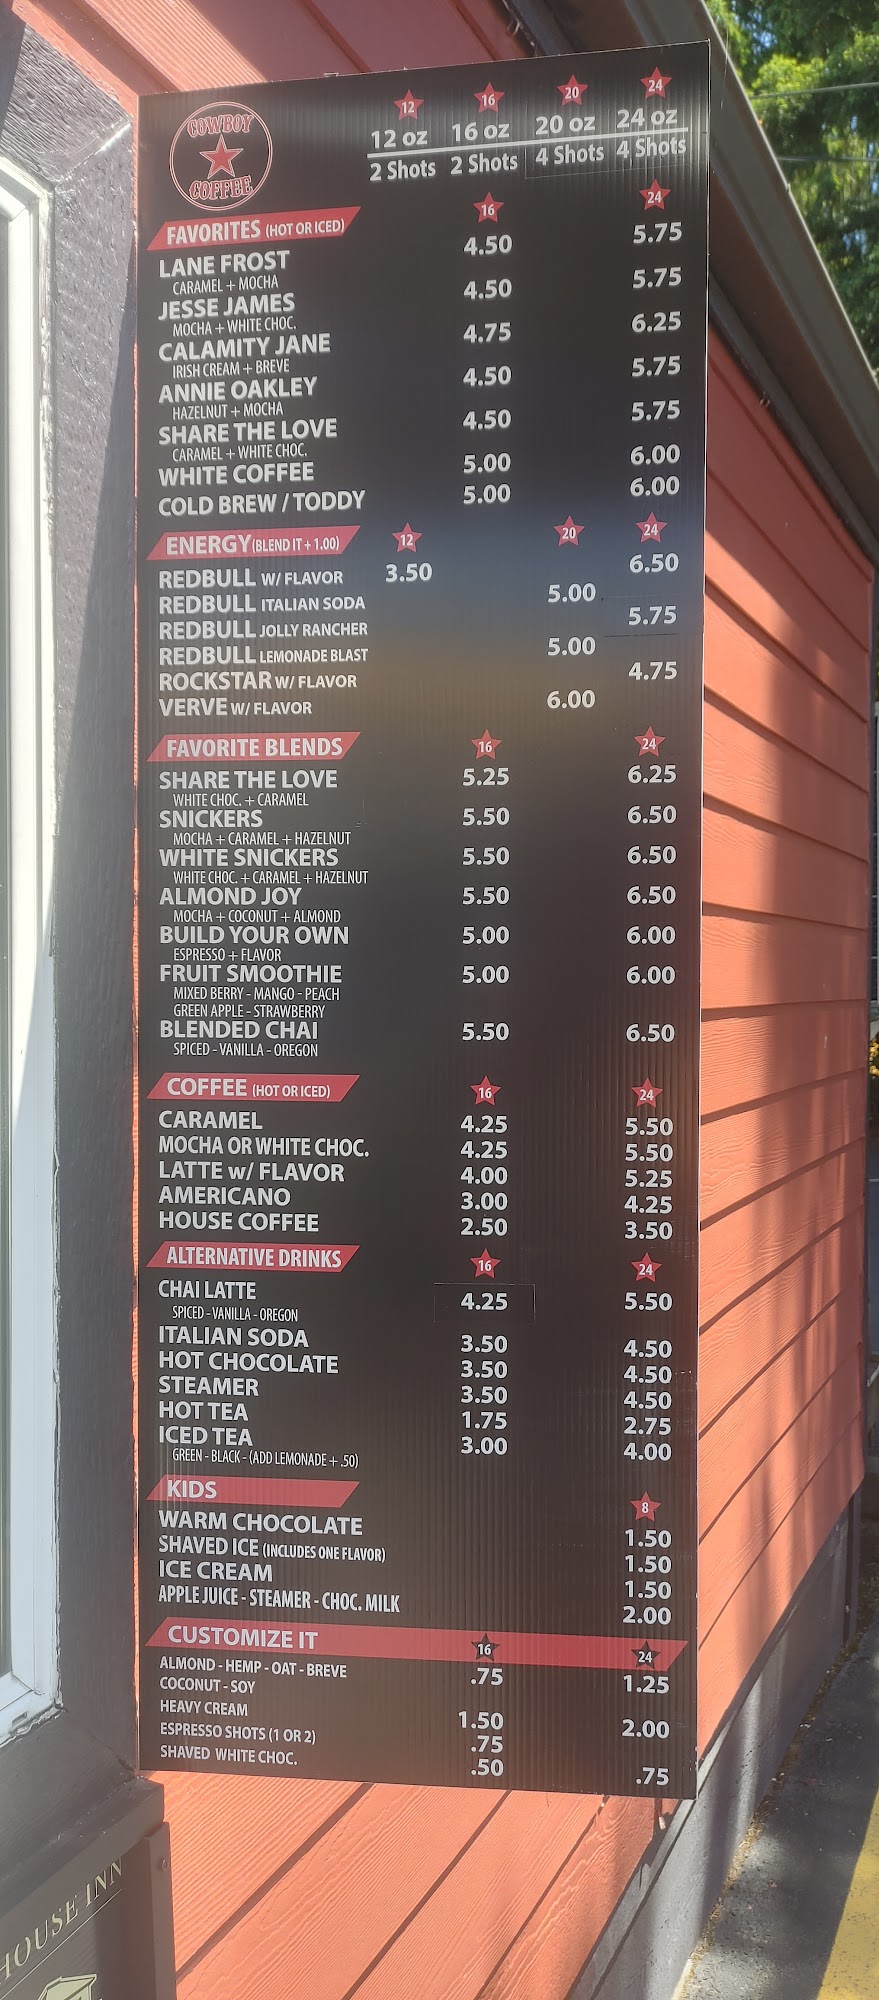 COWBOY
COFFEE
12 16 20 24
12 oz 16 oz 20 oz 24 oz
2 Shots 2 Shots 4 Shots 4 Shots
FAVORITES (HOT OR ICED) 16 24
LANE FROST 4.50 5.75
CARAMEL + MOCHA
JESSE JAMES 4.50 5.75
MOCHA + WHITE CHOC.
CALAMITY JANE 4.75 6.25
IRISH CREAM + BREVE
ANNIE OAKLEY 4.50 5.75
HAZELNUT + MOCHA
SHARE THE LOVE 4.50 5.75
CARAMEL + WHITE CHOC.
WHITE COFFEE 5.00 6.00
COLD BREW / TODDY 5.00 6.00
ENERGY (BLEND IT + 1.00) 12 20 24
REDBULL W/ FLAVOR 3.50 6.50
REDBULL ITALIAN SODA 5.00
REDBULL JOLLY RANCHER 5.75
REDBULL LEMONADE BLAST 5.00
ROCKSTAR W/ FLAVOR 4.75
VERVE W/ FLAVOR 6.00
FAVORITE BLENDS 16 24
SHARE THE LOVE 5.25 6.25
WHITE CHOC. + CARAMEL
SNICKERS 5.50 6.50
MOCHA + CARAMEL + HAZELNUT
WHITE SNICKERS 5.50 6.50
WHITE CHOC. + CARAMEL + HAZELNUT
ALMOND JOY 5.50 6.50
MOCHA + COCONUT + ALMOND
BUILD YOUR OWN 5.00 6.00
ESPRESSO + FLAVOR
FRUIT SMOOTHIE 5.00 6.00
MIXED BERRY - MANGO - PEACH
GREEN APPLE - STRAWBERRY
BLENDED CHAI 5.50 6.50
SPICED - VANILLA - OREGON
COFFEE (HOT OR ICED) 16 24
CARAMEL 4.25 5.50
MOCHA OR WHITE CHOC. 4.25 5.50
LATTE w/ FLAVOR 4.00 5.25
AMERICANO 3.00 4.25
HOUSE COFFEE 2.50 3.50
ALTERNATIVE DRINKS 16 24
CHAI LATTE 4.25 5.50
SPICED - VANILLA - OREGON
ITALIAN SODA 3.50 4.50
HOT CHOCOLATE 3.50 4.50
STEAMER 3.50 4.50
HOT TEA 1.75 2.75
ICED TEA 3.00 4.00
GREEN - BLACK - (ADD LEMONADE + .50)
KIDS 8
WARM CHOCOLATE 1.50
SHAVED ICE (INCLUDES ONE FLAVOR) 1.50
ICE CREAM 1.50
APPLE JUICE - STEAMER - CHOC. MILK 2.00
CUSTOMIZE IT 16 24
ALMOND - HEMP - OAT - BREVE .75 1.25
COCONUT - SOY
HEAVY CREAM 1.50 2.00
ESPRESSO SHOTS (1 OR 2) .75
SHAVED WHITE CHOC. .50 .75
HOUSE INN